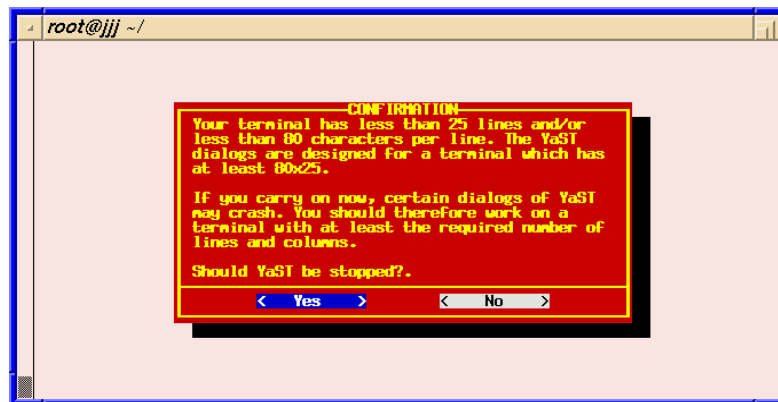 root@jjj ~/
CONFIRMATION
Your terminal has less than 25 lines and/or
less than 80 characters per line. The YaST
dialogs are designed for a terminal which has
at least 80x25.
If you carry on now, certain dialogs of YaST
may crash. You should therefore work on a
terminal with at least the required number of
lines and columns.
Should YaST be stopped?.
< Yes > < No >